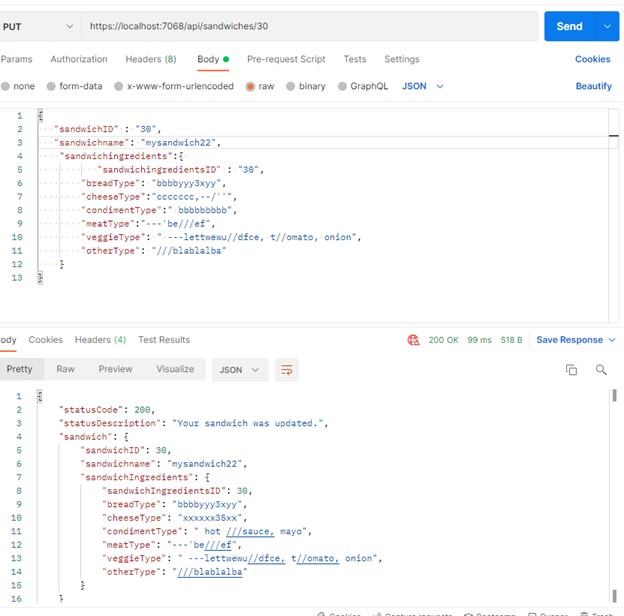 PUT https://localhost:7068/api/sandwiches/30 Send
Params Authorization Headers (8) Body Pre-request Script Tests Settings Cookies
none form-data x-www-form-urlencoded raw binary GraphQL JSON Beautify
1 {
2 "sandwichID" : "30",
3 "sandwichname": "mysandwich22",
4 "sandwichingredients":{
5 "sandwichingredientsID" : "30",
6 "breadType": "bbbbyyy3xyy",
7 "cheeseType":"ccccccc,--/''",
8 "condimentType":" bbbbbbbbb",
9 "meatType":"---'be///ef",
10 "veggieType": " ---lettwewu//dfce, t//omato, onion",
11 "otherType": "///blablalba"
12 }
13 }
ody Cookies Headers (4) Test Results 200 OK 99 ms 518 B Save Response
Pretty Raw Preview Visualize JSON
1 {
2 "statusCode": 200,
3 "statusDescription": "Your sandwich was updated.",
4 "sandwich": {
5 "sandwichID": 30,
6 "sandwichname": "mysandwich22",
7 "sandwichIngredients": {
8 "sandwichIngredientsID": 30,
9 "breadType": "bbbbyyy3xyy",
10 "cheeseType": "xxxxxx35xx",
11 "condimentType": " hot ///sauce, mayo",
12 "meatType": "---'be///ef",
13 "veggieType": " ---lettwewu//dfce, t//omato, onion",
14 "otherType": "///blablalba"
15 }
16 }
Cookies Capture requests Bootcamp Runner Trash